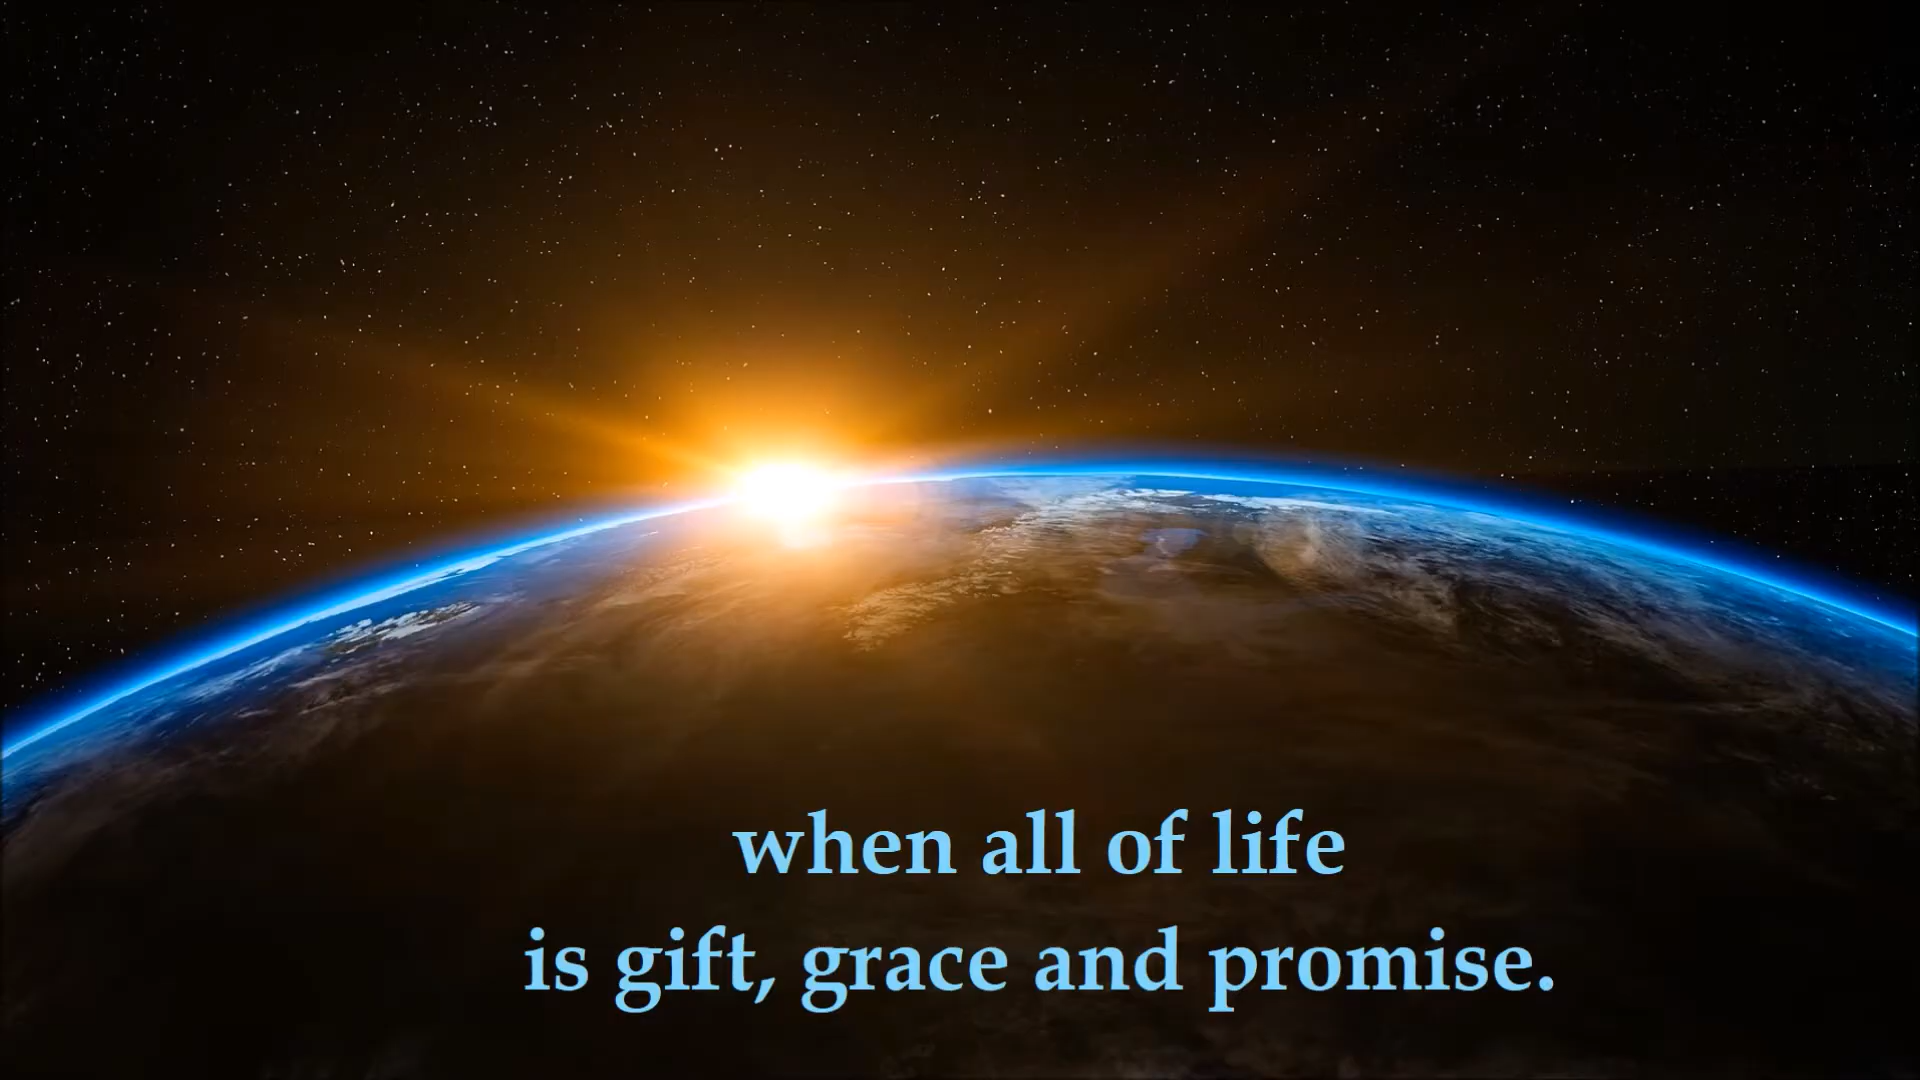 when all of life
is gift, grace and promise.